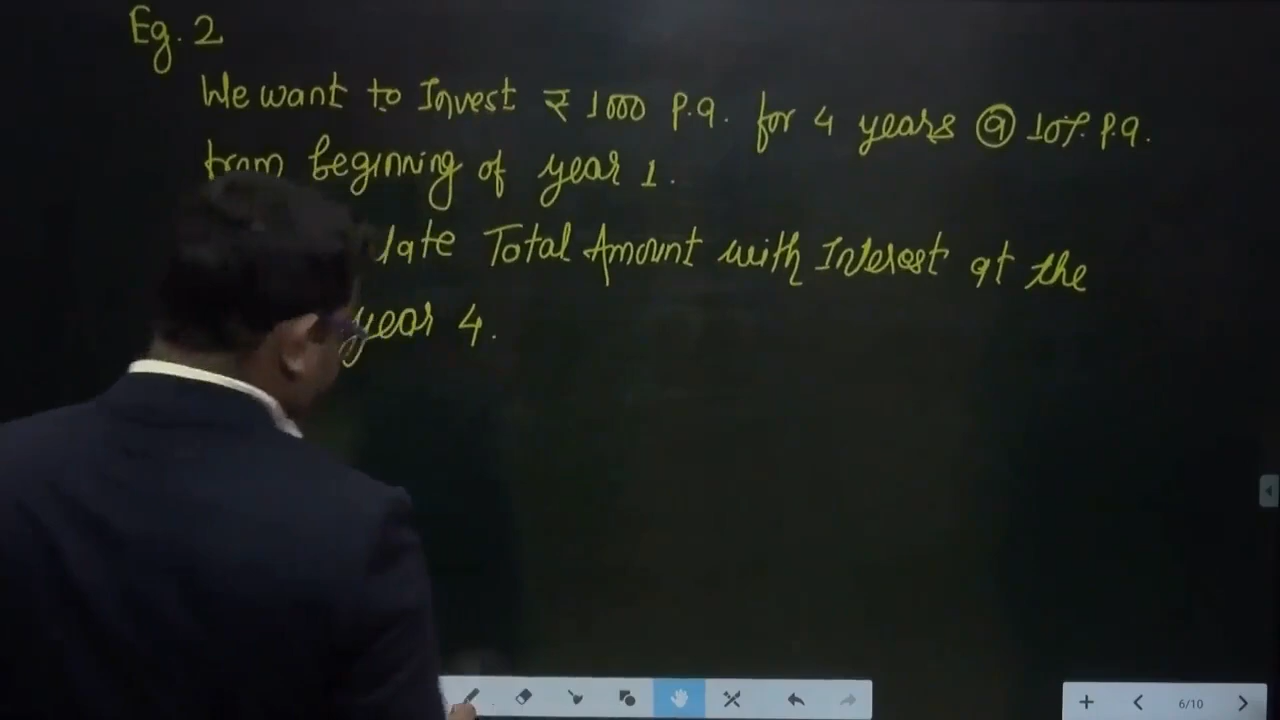 Eg. 2
We want to Invest ₹ 1000 P.a. for 4 years @ 10% P.a.
from beginning of year 1.
late Total Amount with Interest at the
year 4.
6/10